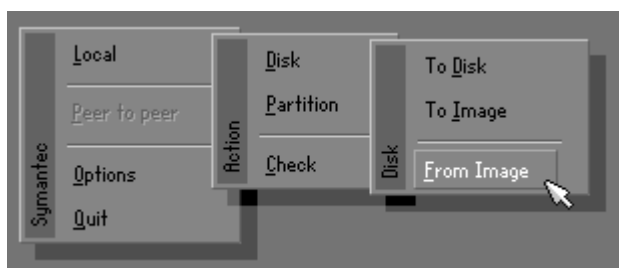 Symantec
Local
Peer to peer
Options
Quit
Action
Disk
Partition
Check
Disk
To Disk
To Image
From Image